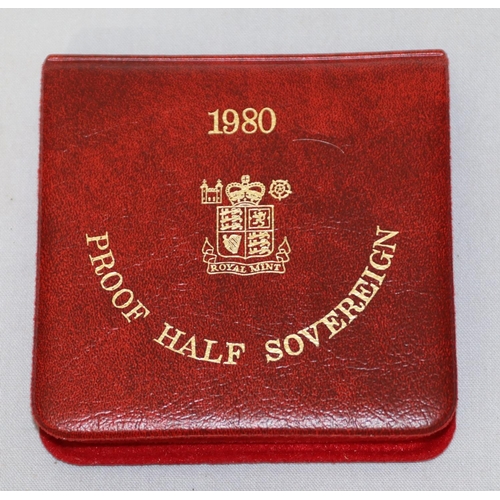 1980
ROYAL MINT
PROOF HALF SOVEREIGN